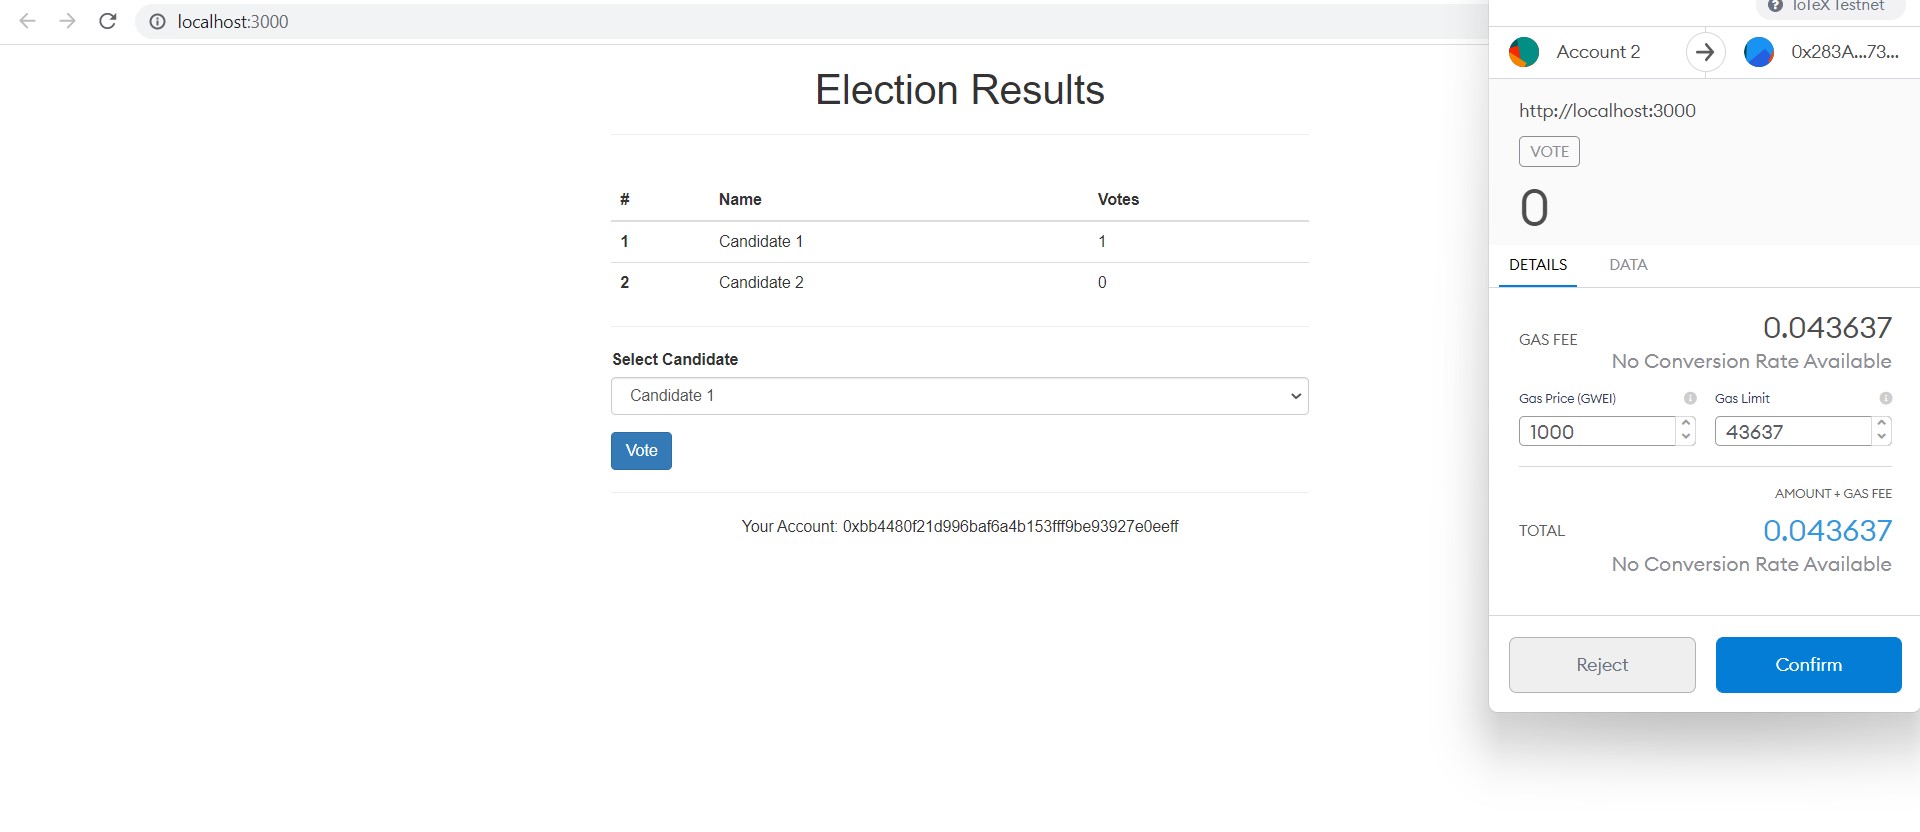 localhost:3000
Election Results
# Name Votes
1 Candidate 1 1
2 Candidate 2 0
Select Candidate
Candidate 1
Vote
Your Account: 0xbb4480f21d996baf6a4b153fff9be93927e0eeff
IoTeX Testnet
Account 2 0x283A...73...
http://localhost:3000
VOTE
0
DETAILS DATA
GAS FEE 0.043637
No Conversion Rate Available
Gas Price (GWEI) Gas Limit
1000 43637
AMOUNT + GAS FEE
TOTAL 0.043637
No Conversion Rate Available
Reject Confirm